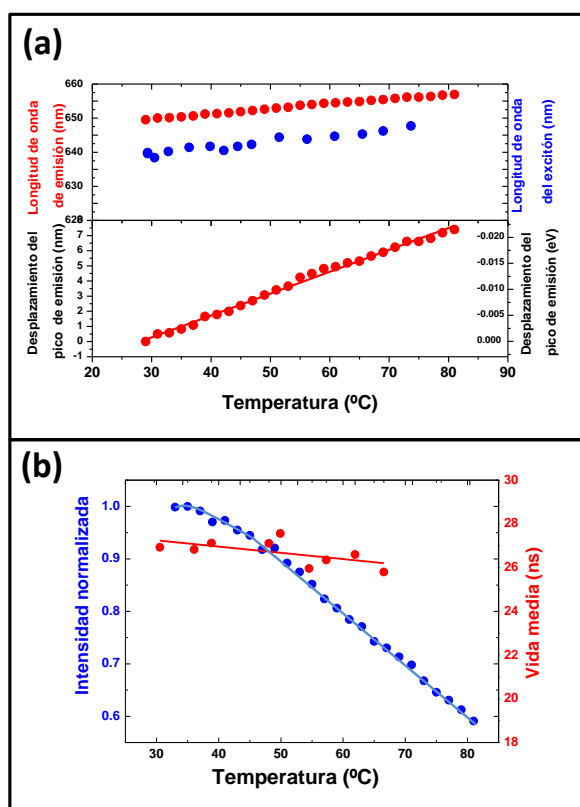 (a)
Longitud de onda
de emisión (nm)
660
650
640
630
620
Longitud de onda
del excitón (nm)
Desplazamiento del
pico de emisión (nm)
7
6
5
4
3
2
1
0
-1
-0.020
-0.015
-0.010
-0.005
0.000
Desplazamiento del
pico de emisión (eV)
20 30 40 50 60 70 80 90
Temperatura (ºC)
(b)
Intensidad normalizada
1.0
0.9
0.8
0.7
0.6
30
28
26
24
22
20
18
Vida media (ns)
30 40 50 60 70 80
Temperatura (ºC)